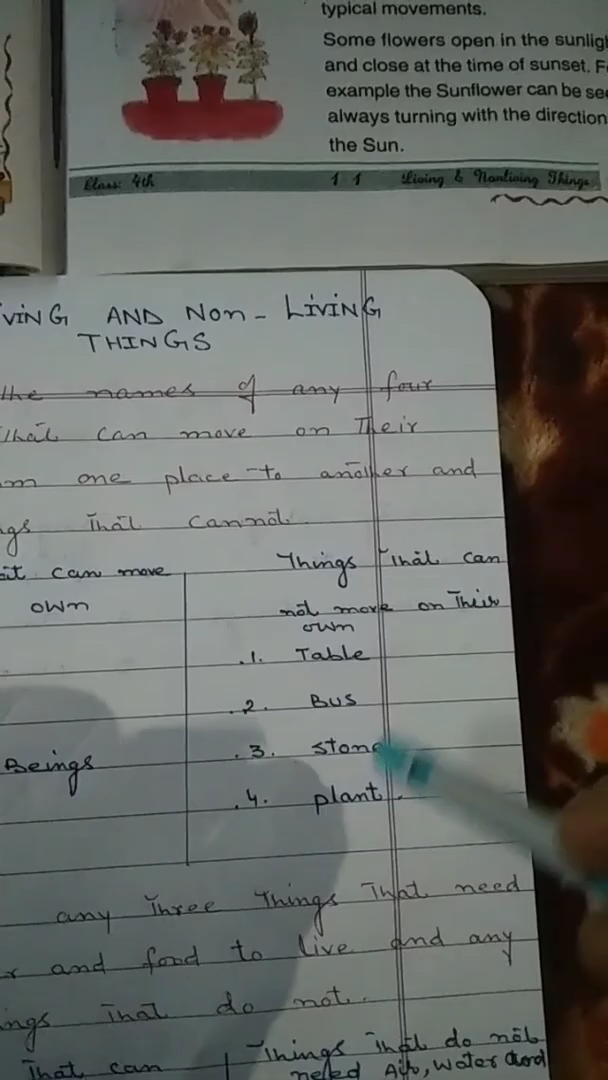 typical movements.
Some flowers open in the sunligh
and close at the time of sunset. Fo
example the Sunflower can be see
always turning with the direction
the Sun.
Class: 4th 11 Living & Nonliving Things
VING AND Non - LiViNG
THINGS
the names of any four
that can move on Their
one place to another and
ngs that cannot.
can move
own
Things that can
not move on Their
own
.1. Table
.2. Bus
.3. stone
.4. plant.
Beings
any Three Things That need
r and food to live and any
ings that do not.
That can
Things that do not
need Air, water and